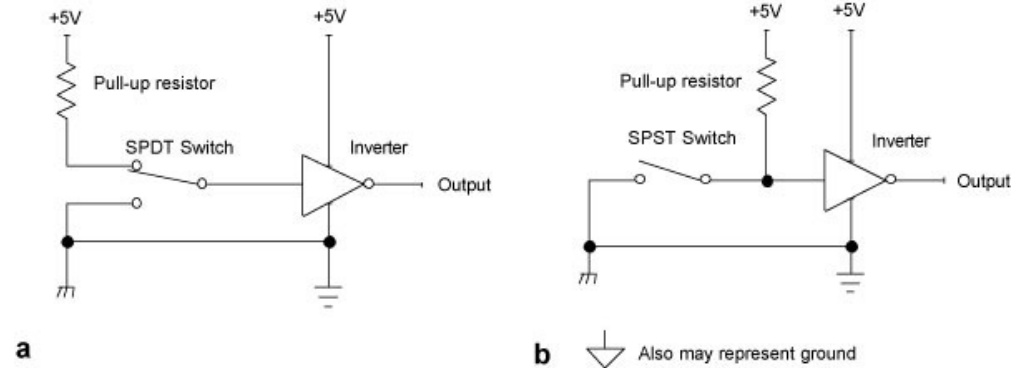 +5V
+5V
Pull-up resistor
SPDT Switch
Inverter
Output
a
+5V
+5V
Pull-up resistor
SPST Switch
Inverter
Output
b
Also may represent ground